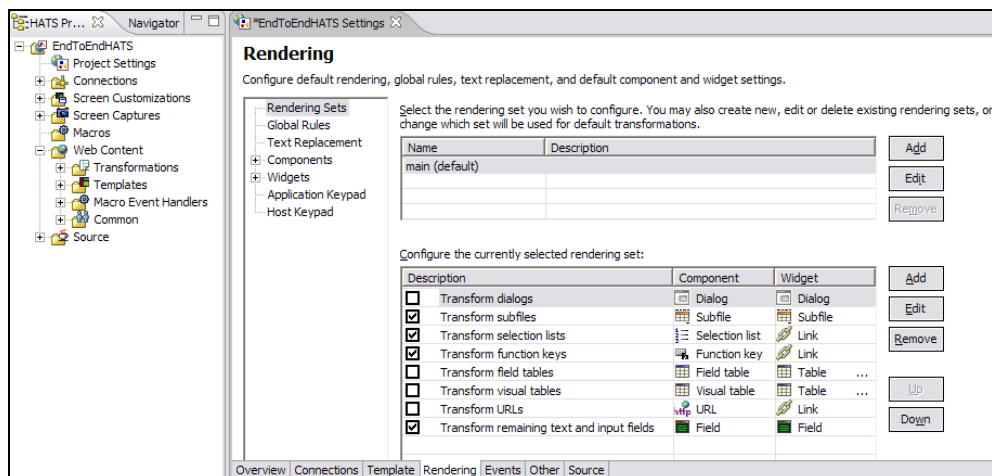 HATS Pr...
Navigator
*EndToEndHATS Settings
EndToEndHATS
Project Settings
Connections
Screen Customizations
Screen Captures
Macros
Web Content
Transformations
Templates
Macro Event Handlers
Common
Source
Rendering
Configure default rendering, global rules, text replacement, and default component and widget settings.
Rendering Sets
Global Rules
Text Replacement
Components
Widgets
Application Keypad
Host Keypad
Select the rendering set you wish to configure. You may also create new, edit or delete existing rendering sets, or
change which set will be used for default transformations.
Name Description
main (default)
Add
Edit
Remove
Configure the currently selected rendering set:
Description Component Widget
Transform dialogs Dialog Dialog
Transform subfiles Subfile Subfile
Transform selection lists Selection list Link
Transform function keys Function key Link
Transform field tables Field table Table ...
Transform visual tables Visual table Table ...
Transform URLs http URL Link
Transform remaining text and input fields Field Field
Add
Edit
Remove
Up
Down
Overview Connections Template Rendering Events Other Source